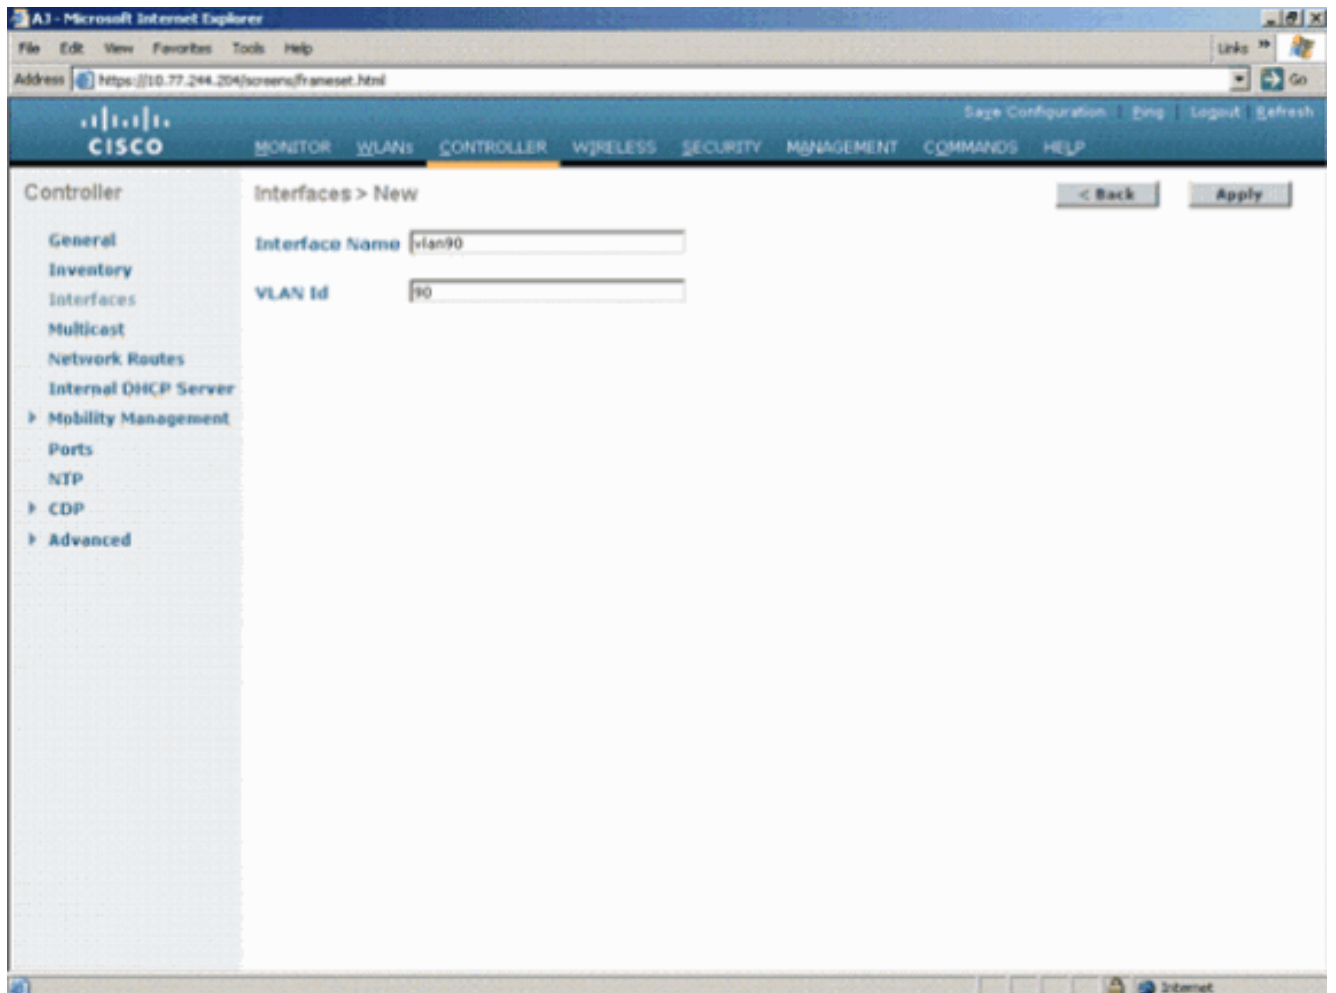 AJ - Microsoft Internet Explorer
File Edit View Favorites Tools Help
Links »
Address https://10.77.244.204/screens/frameset.html
Go
Save Configuration Ping Logout Refresh
CISCO
MONITOR WLANs CONTROLLER WIRELESS SECURITY MANAGEMENT COMMANDS HELP
Controller
General
Inventory
Interfaces
Multicast
Network Routes
Internal DHCP Server
Mobility Management
Ports
NTP
CDP
Advanced
Interfaces > New
< Back
Apply
Interface Name vlan90
VLAN Id 90
Internet